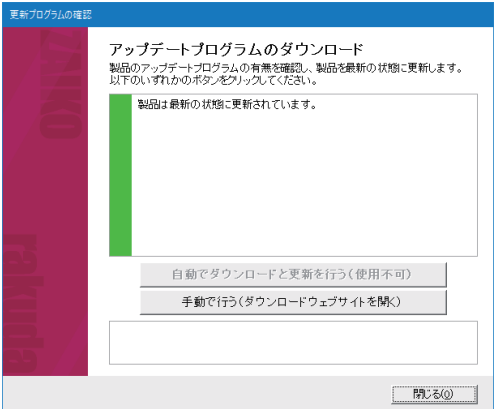 更新プログラムの確認
ZAIKO
rakuda
アップデートプログラムのダウンロード
製品のアップデートプログラムの有無を確認し、製品を最新の状態に更新します。
以下のいずれかのボタンをクリックしてください。
製品は最新の状態に更新されています。
自動でダウンロードと更新を行う(使用不可)
手動で行う(ダウンロードウェブサイトを開く)
閉じる(O)